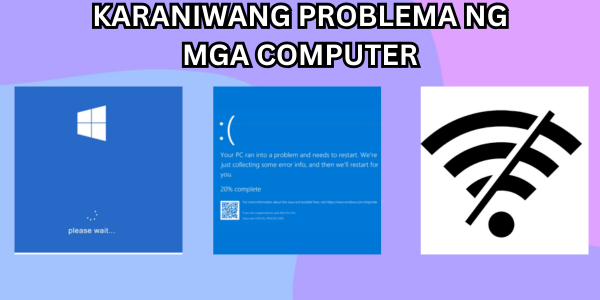 KARANIWANG PROBLEMA NG
MGA COMPUTER
please wait...
:(
Your PC ran into a problem and needs to restart. We're
just collecting some error info, and then we'll restart for
you.
20% complete